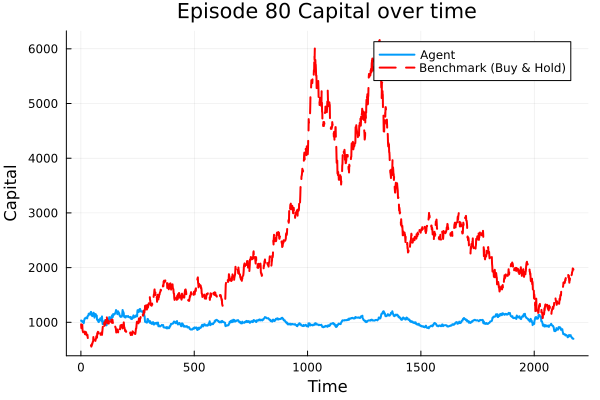 Episode 80 Capital over time
Agent
Benchmark (Buy & Hold)
6000
5000
4000
3000
2000
1000
Capital
0
500
1000
1500
2000
Time